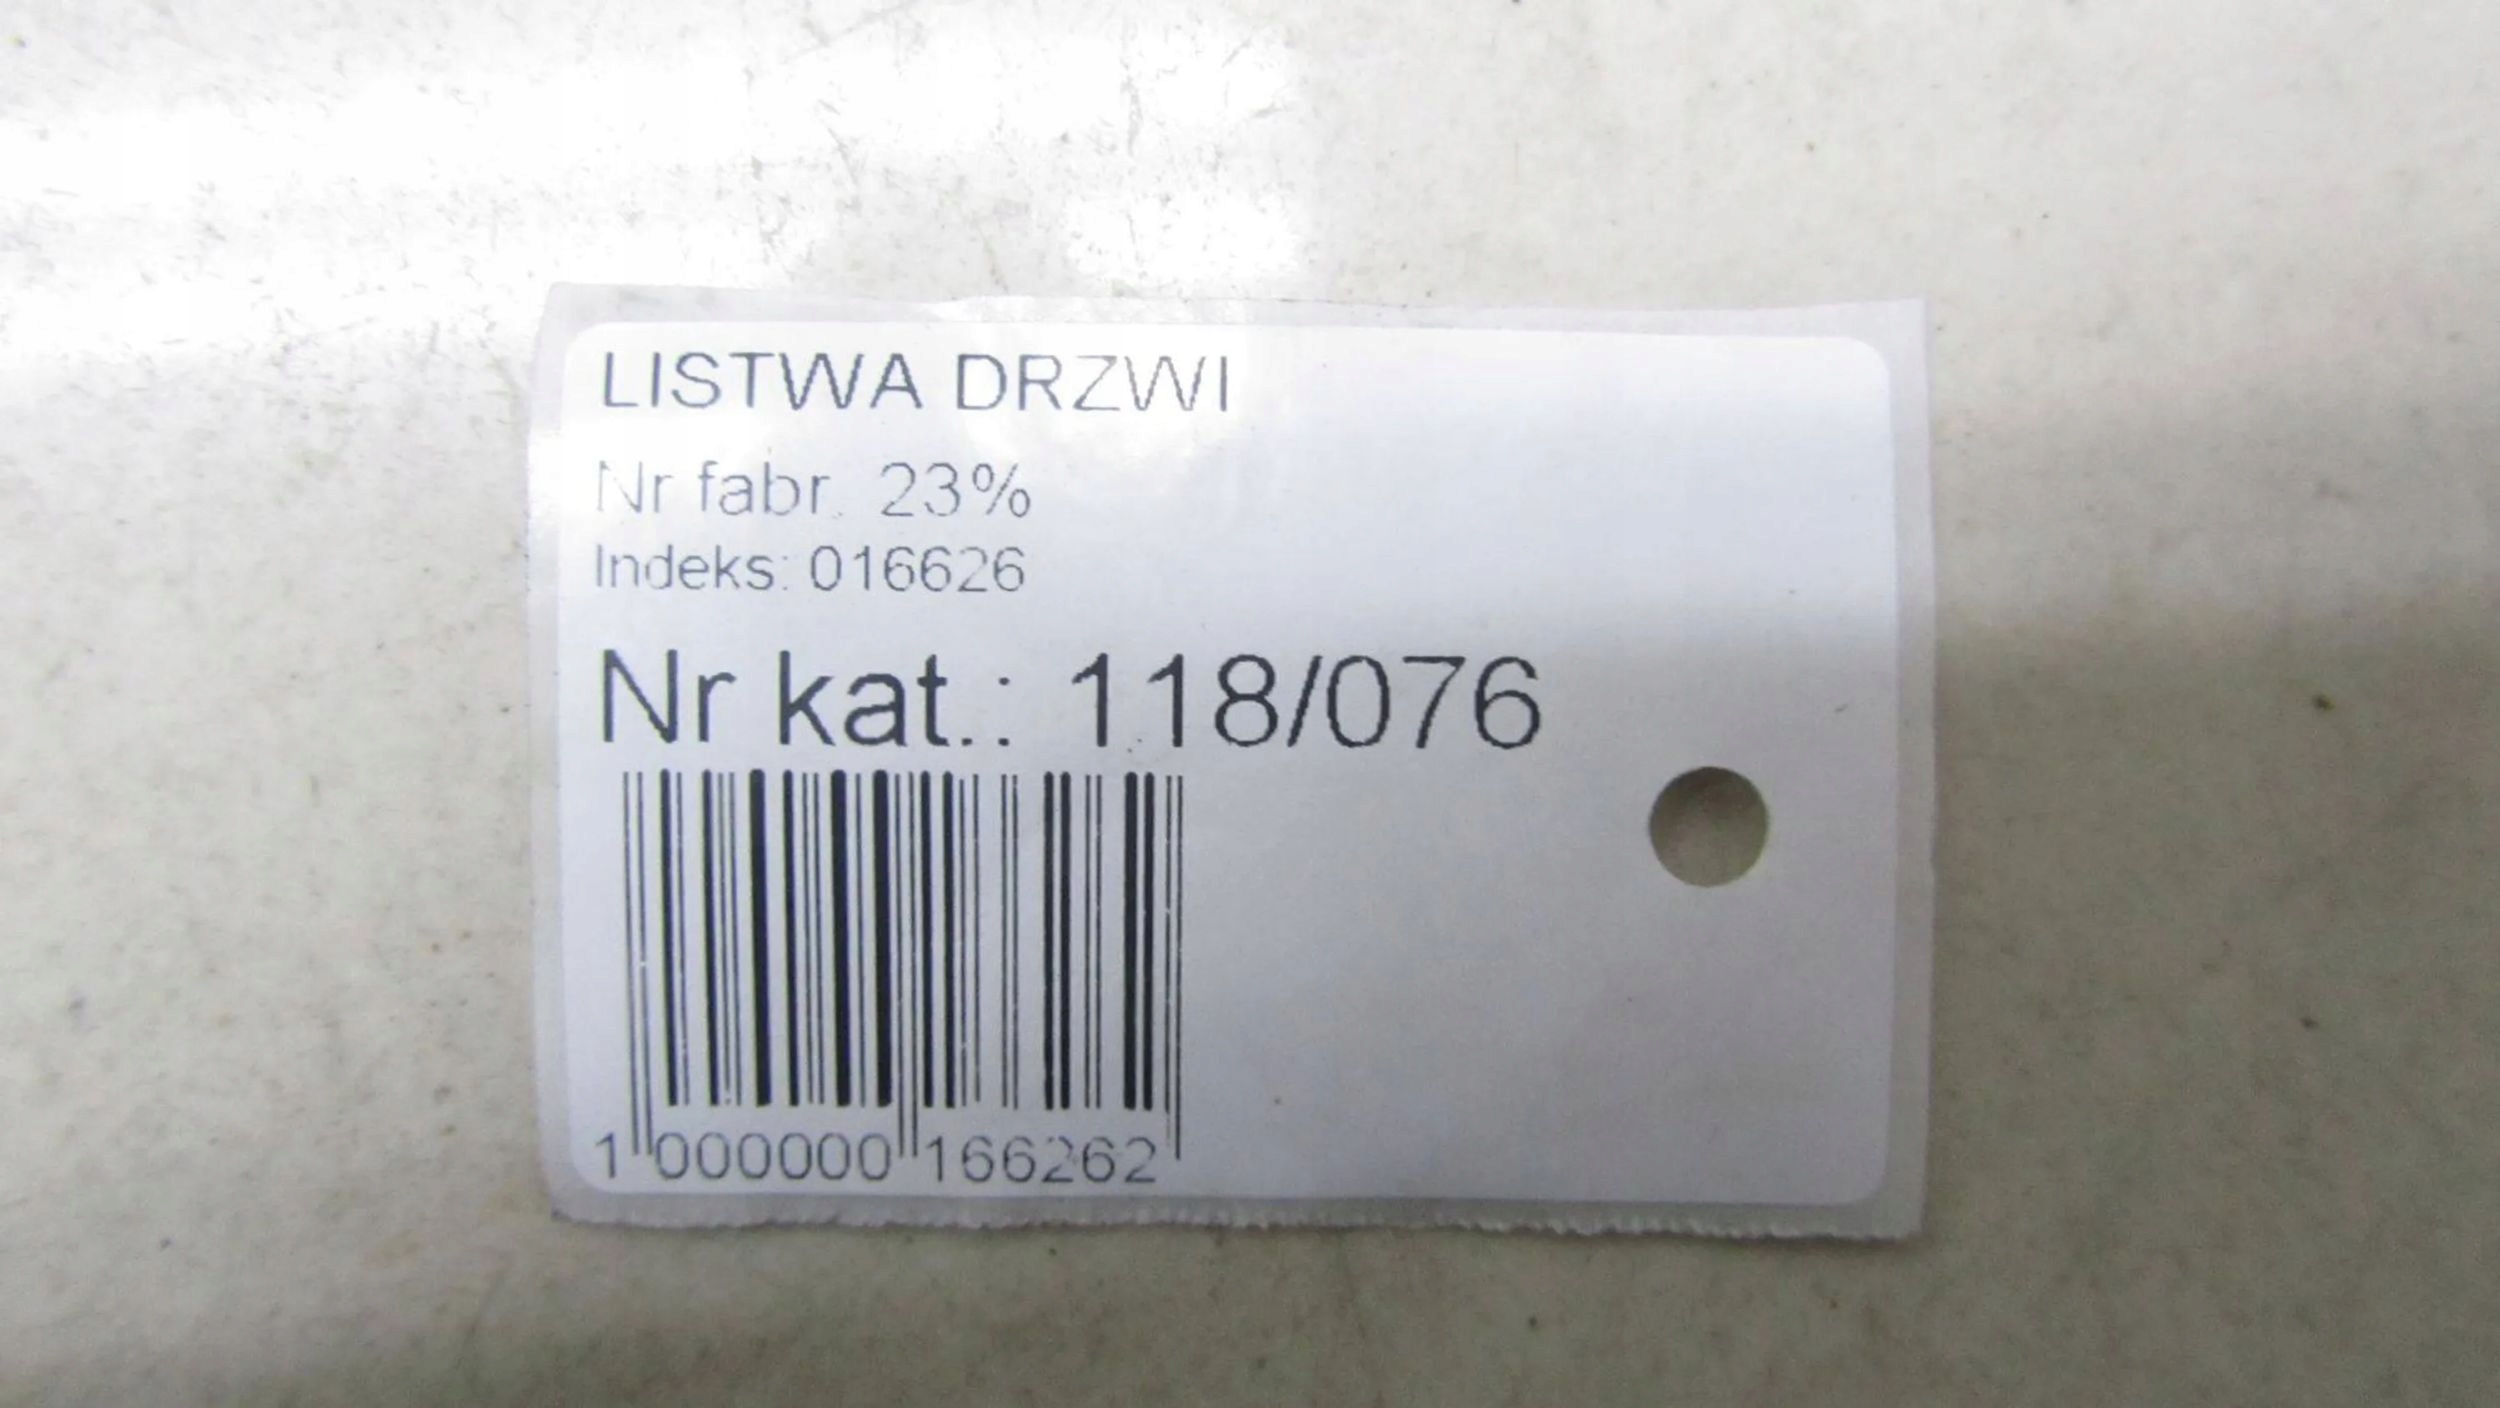 LISTWA DRZWI
Nr fabr. 23%
Indeks: 016626
Nr kat.: 118/076
1 000000 166262